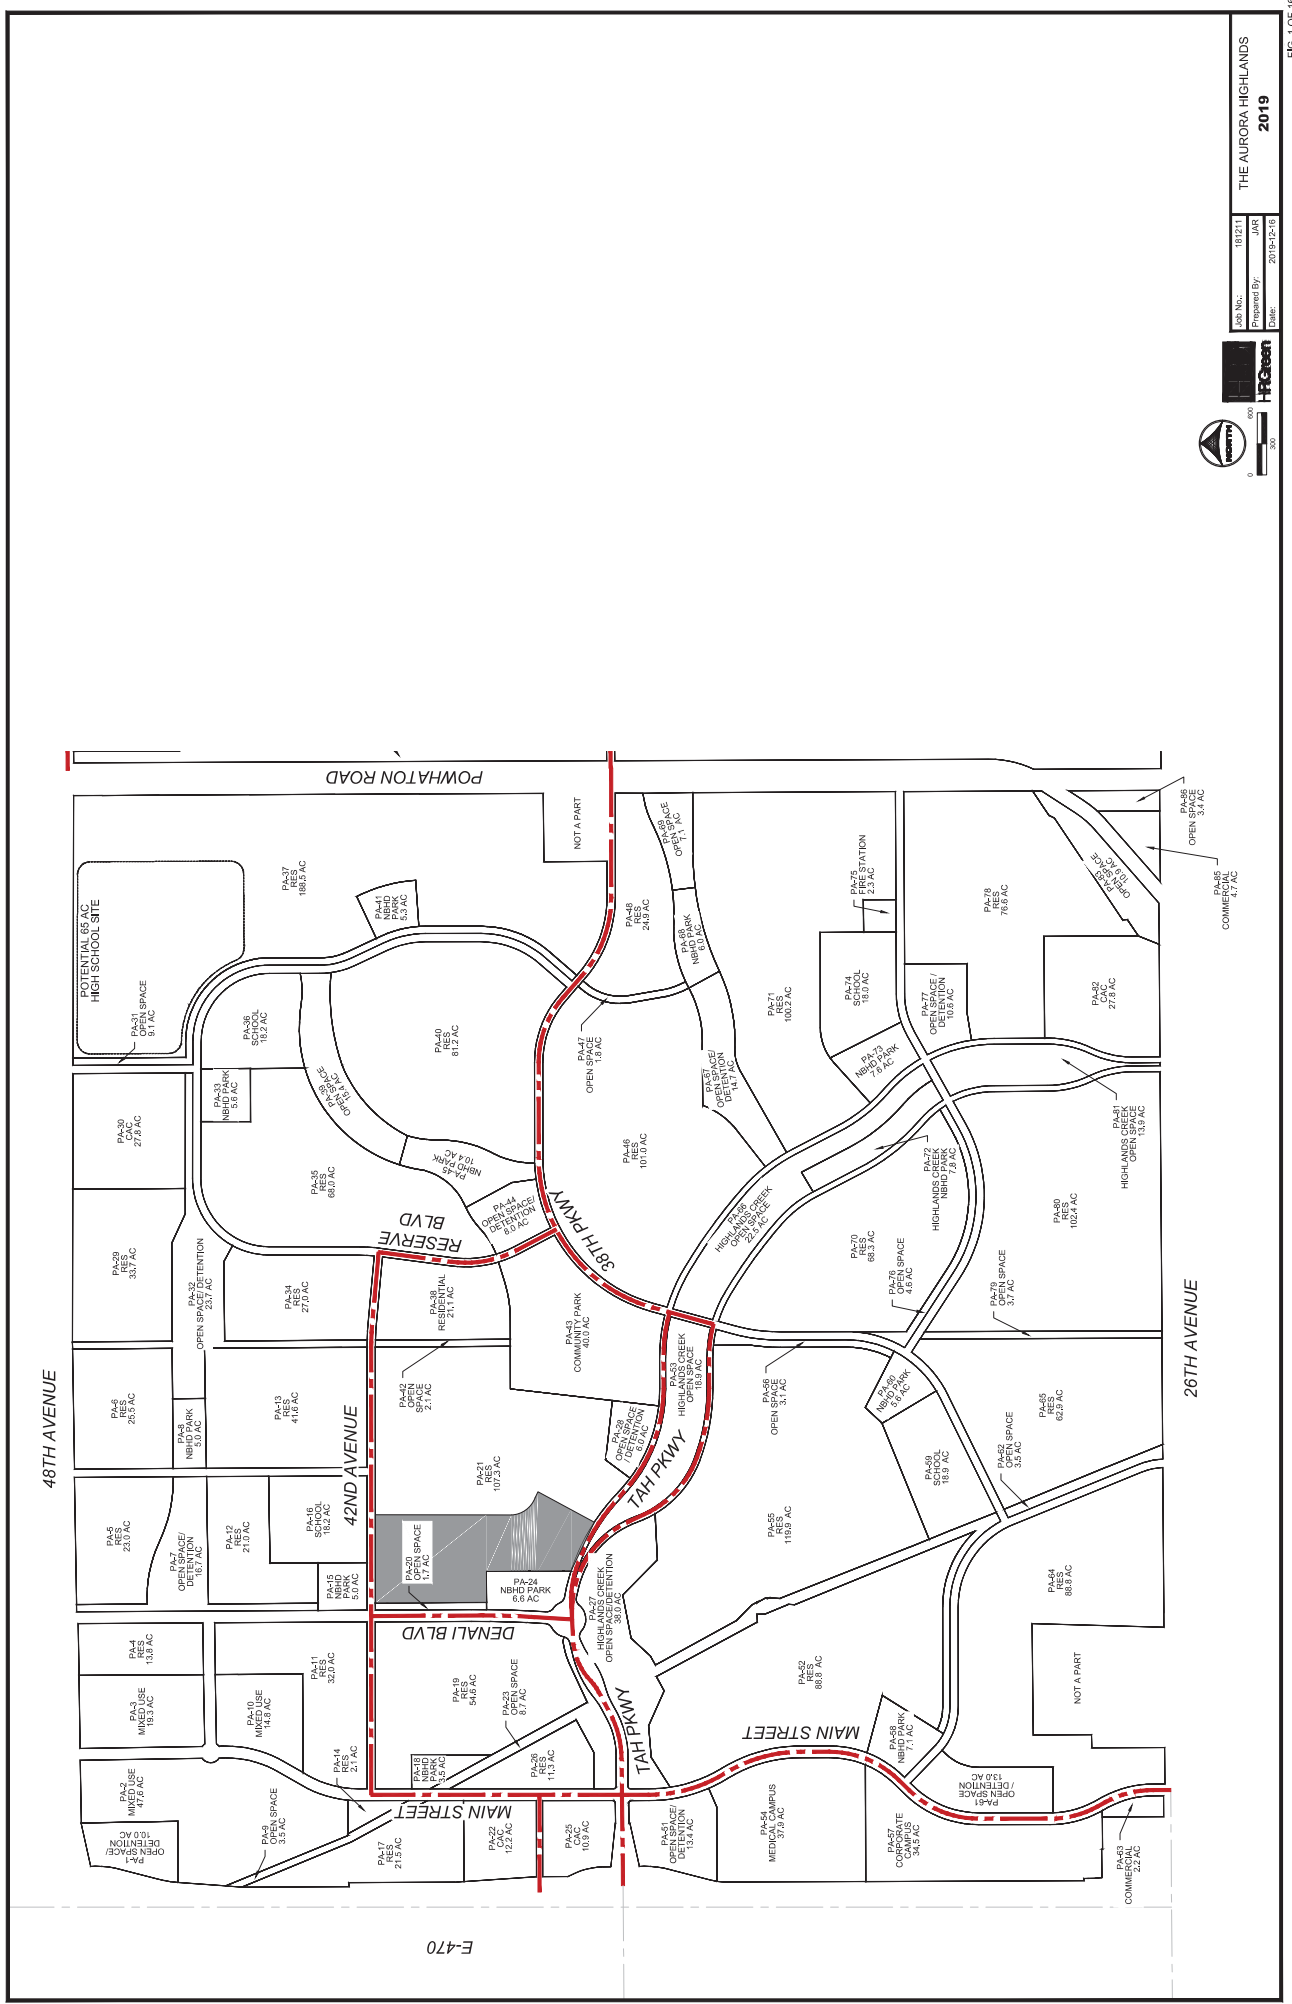 FIG. 1 OF 16
THE AURORA HIGHLANDS
2019
Job No.:
181211
Prepared By:
JAR
Date:
2019-12-16
HRGreen
NORTH
0
300
600
48TH AVENUE
26TH AVENUE
42ND AVENUE
POWHATON ROAD
E-470
MAIN STREET
MAIN STREET
DENALI BLVD
RESERVE
BLVD
38TH PKWY
TAH PKWY
TAH PKWY
POTENTIAL 65 AC
HIGH SCHOOL SITE
PA-1
OPEN SPACE/
DETENTION
10.0 AC
PA-2
MIXED USE
47.6 AC
PA-3
MIXED USE
19.3 AC
PA-4
RES
13.8 AC
PA-5
RES
23.0 AC
PA-6
RES
25.5 AC
PA-7
OPEN SPACE/
DETENTION
16.7 AC
PA-8
NBHD PARK
5.0 AC
PA-9
OPEN SPACE
3.5 AC
PA-10
MIXED USE
14.8 AC
PA-11
RES
32.0 AC
PA-12
RES
21.0 AC
PA-13
RES
41.6 AC
PA-14
RES
2.1 AC
PA-15
NBHD
PARK
5.0 AC
PA-16
SCHOOL
18.2 AC
PA-17
RES
21.5 AC
PA-18
NBHD
PARK
3.5 AC
PA-19
RES
54.6 AC
PA-20
OPEN SPACE
1.7 AC
PA-21
RES
107.3 AC
PA-22
CAC
12.2 AC
PA-23
OPEN SPACE
8.7 AC
PA-24
NBHD PARK
6.6 AC
PA-25
CAC
10.9 AC
PA-26
RES
11.3 AC
PA-27
HIGHLANDS CREEK
OPEN SPACE/DETENTION
38.0 AC
PA-28
OPEN SPACE
/ DETENTION
6.0 AC
PA-29
RES
33.7 AC
PA-30
CAC
27.8 AC
PA-31
OPEN SPACE
9.1 AC
PA-32
OPEN SPACE/ DETENTION
23.7 AC
PA-33
NBHD PARK
5.6 AC
PA-34
RES
27.0 AC
PA-35
RES
68.0 AC
PA-36
SCHOOL
18.2 AC
PA-37
RES
188.5 AC
PA-38
RESIDENTIAL
21.1 AC
OPEN SPACE
15.4 AC
PA-40
RES
81.2 AC
PA-41
NBHD
PARK
5.3 AC
PA-42
OPEN
SPACE
2.1 AC
PA-43
COMMUNITY PARK
40.0 AC
PA-44
OPEN SPACE/
DETENTION
8.0 AC
PA-45
NBHD PARK
10.4 AC
PA-46
RES
101.0 AC
PA-47
OPEN SPACE
1.8 AC
PA-48
RES
24.9 AC
NOT A PART
PA-51
OPEN SPACE/
DETENTION
13.4 AC
PA-52
RES
88.8 AC
PA-53
HIGHLANDS CREEK
OPEN SPACE
18.9 AC
PA-54
MEDICAL CAMPUS
37.9 AC
PA-55
RES
119.9 AC
PA-56
OPEN SPACE
3.1 AC
PA-57
CORPORATE
CAMPUS
34.5 AC
PA-58
NBHD PARK
7.1 AC
PA-59
SCHOOL
18.9 AC
PA-60
NBHD PARK
5.6 AC
PA-61
OPEN SPACE
/ DETENTION
13.0 AC
PA-62
OPEN SPACE
3.5 AC
PA-63
COMMERCIAL
2.2 AC
PA-64
RES
88.8 AC
PA-65
RES
62.9 AC
PA-66
HIGHLANDS CREEK
OPEN SPACE
22.5 AC
PA-67
OPEN SPACE/
DETENTION
14.7 AC
PA-68
NBHD PARK
6.0 AC
PA-69
OPEN SPACE
7.1 AC
PA-70
RES
68.3 AC
PA-71
RES
100.2 AC
PA-72
HIGHLANDS CREEK
NBHD PARK
7.8 AC
PA-73
NBHD PARK
7.6 AC
PA-74
SCHOOL
18.0 AC
PA-75
FIRE STATION
2.3 AC
PA-76
OPEN SPACE
4.6 AC
PA-77
OPEN SPACE /
DETENTION
10.6 AC
PA-78
RES
76.6 AC
PA-79
OPEN SPACE
3.7 AC
PA-80
RES
102.4 AC
PA-81
HIGHLANDS CREEK
OPEN SPACE
13.9 AC
PA-82
CAC
27.8 AC
PA-83
OPEN SPACE
10.9 AC
PA-85
COMMERCIAL
4.7 AC
PA-86
OPEN SPACE
3.4 AC
NOT A PART